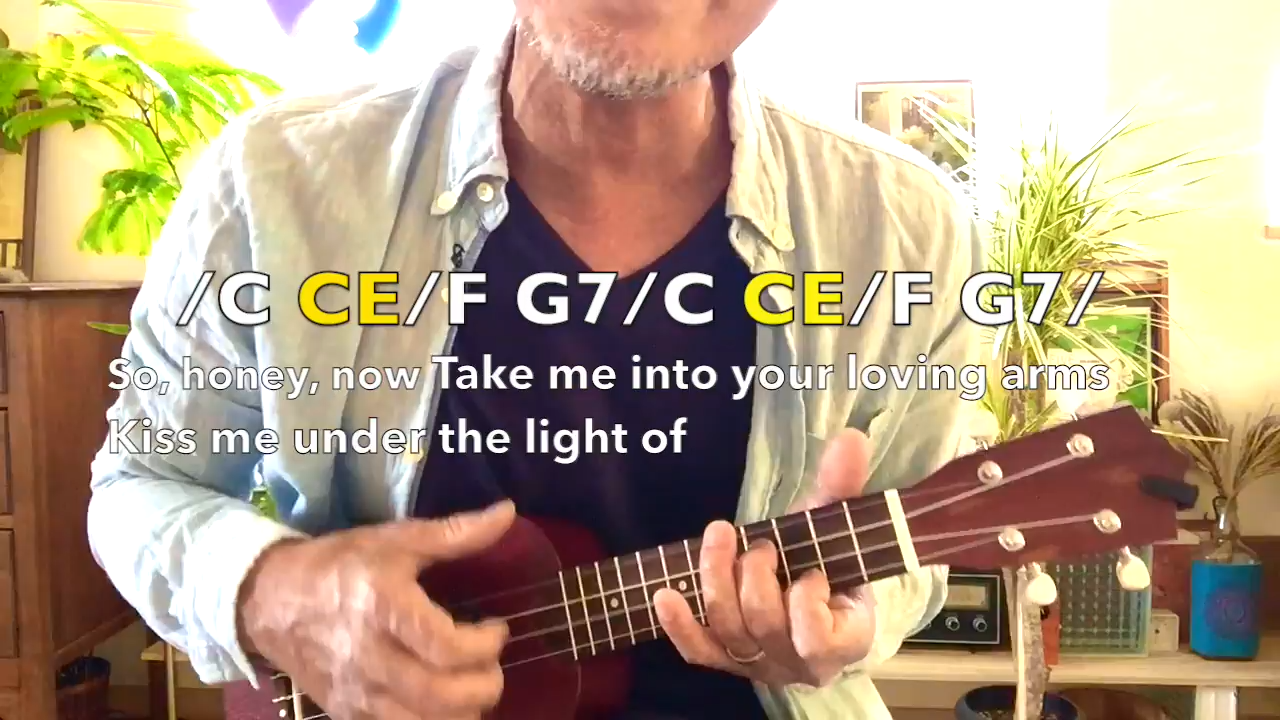 /C CE/F G7/C CE/F G7//
So, honey, now Take me into your loving arms
Kiss me under the light of